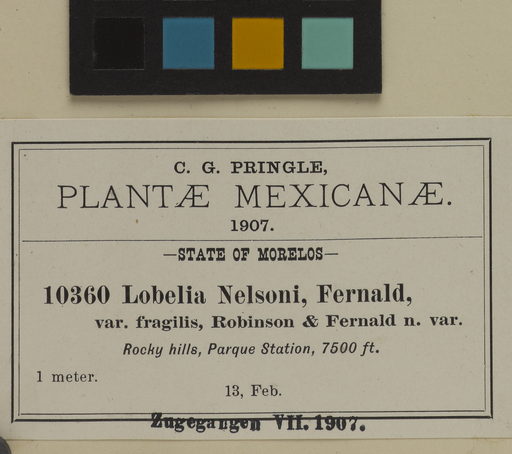 C. G. PRINGLE,
PLANTÆ MEXICANÆ.
1907.
—STATE OF MORELOS—
10360 Lobelia Nelsoni, Fernald,
var. fragilis, Robinson & Fernald n. var.
Rocky hills, Parque Station, 7500 ft.
1 meter.
13, Feb.
Zugegangen VII. 1907.